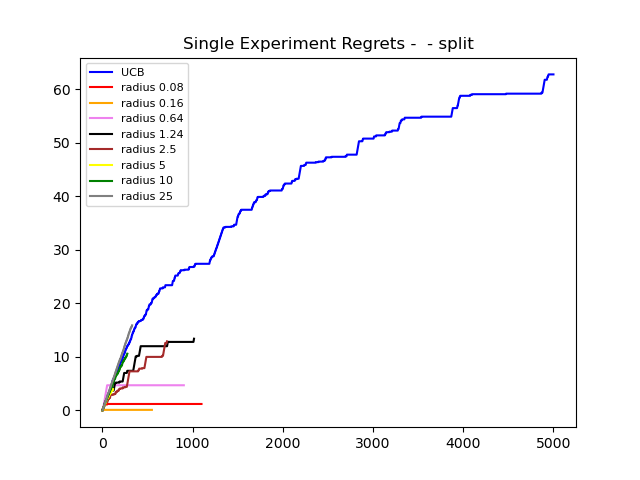 Single Experiment Regrets -  - split
UCB
radius 0.08
radius 0.16
radius 0.64
radius 1.24
radius 2.5
radius 5
radius 10
radius 25
60
50
40
30
20
10
0
0 1000 2000 3000 4000 5000